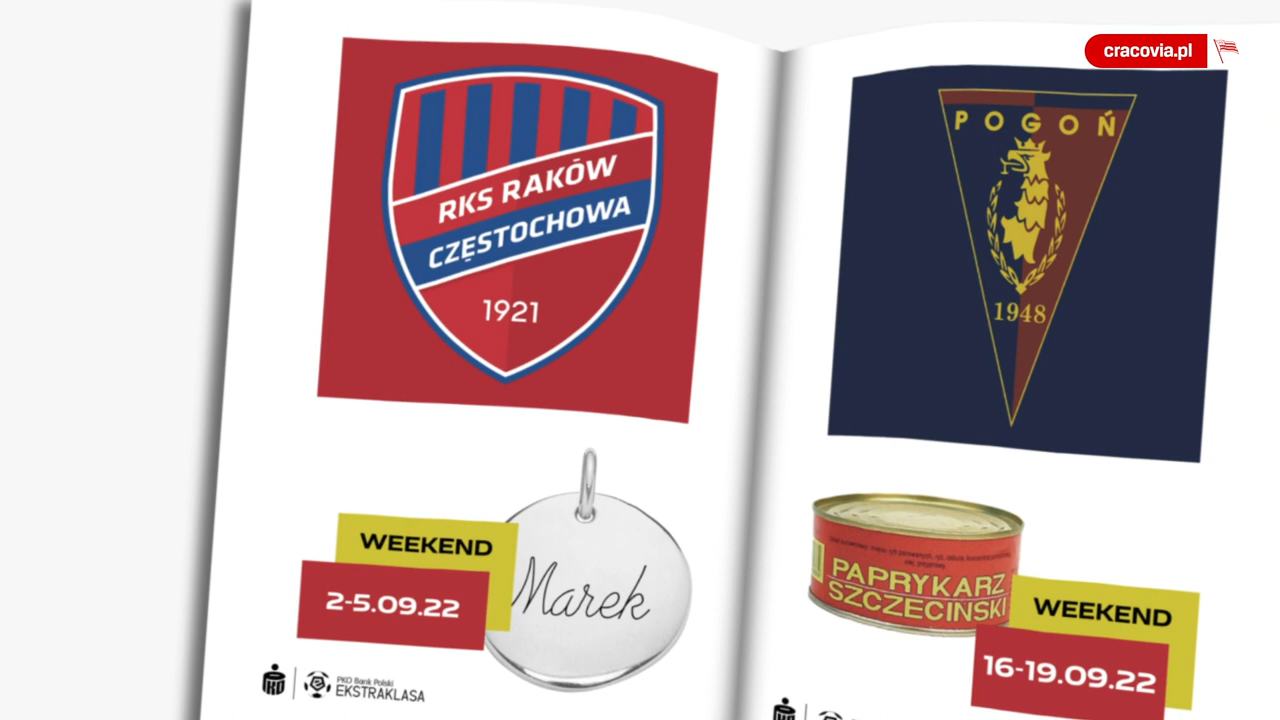 cracovia.pl
RKS RAKÓW
CZĘSTOCHOWA
1921
WEEKEND
2-5.09.22
Marek
PKO Bank Polski
EKSTRAKLASA
POGOŃ
1948
PAPRYKARZ
SZCZECIŃSKI
WEEKEND
16-19.09.22